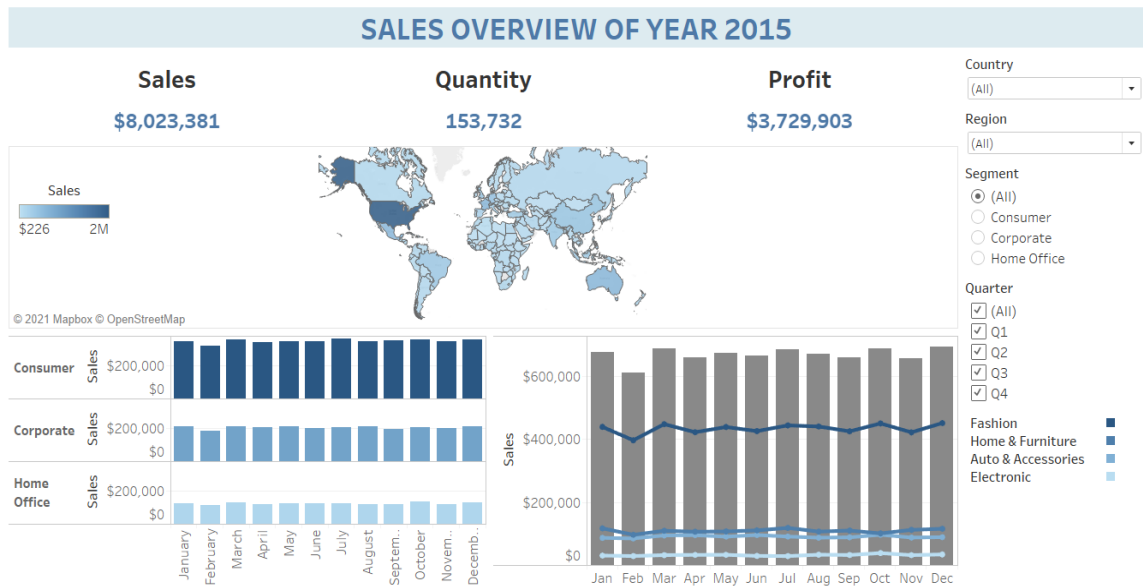 SALES OVERVIEW OF YEAR 2015
Sales
Quantity
Profit
$8,023,381
153,732
$3,729,903
Country
(All)
Region
(All)
Segment
(All)
Consumer
Corporate
Home Office
Quarter
(All)
Q1
Q2
Q3
Q4
Fashion
Home & Furniture
Auto & Accessories
Electronic
Sales
$226
2M
© 2021 Mapbox © OpenStreetMap
Consumer
Sales
$200,000
$0
Corporate
Sales
$200,000
$0
Home
Office
Sales
$200,000
$0
January
February
March
April
May
June
July
August
Septem..
October
Novem..
Decemb..
Sales
$600,000
$400,000
$200,000
$0
Jan
Feb
Mar
Apr
May
Jun
Jul
Aug
Sep
Oct
Nov
Dec